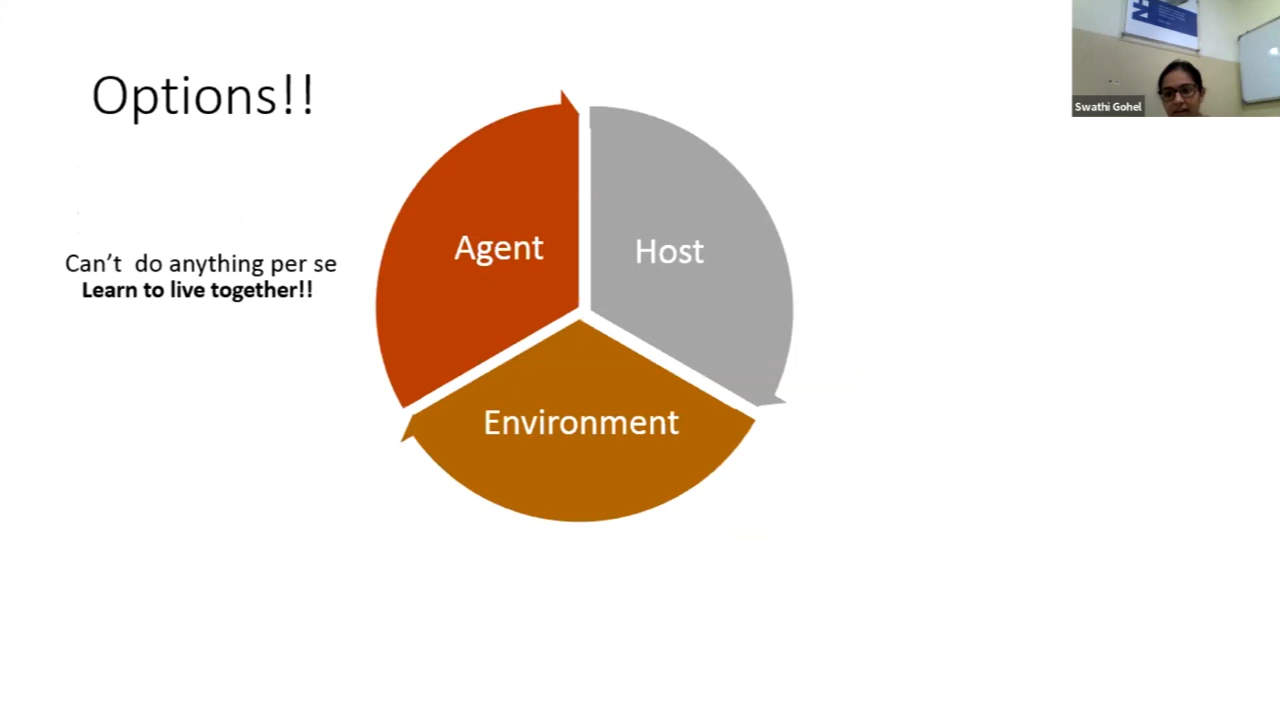 Options!!
Can't  do anything per se
Learn to live together!!
Agent
Host
Environment
Swathi Gohel